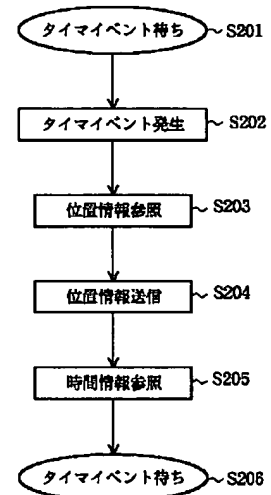 タイマイベント待ち S201
タイマイベント発生 S202
位置情報参照 S203
位置情報送信 S204
時間情報参照 S205
タイマイベント待ち S206